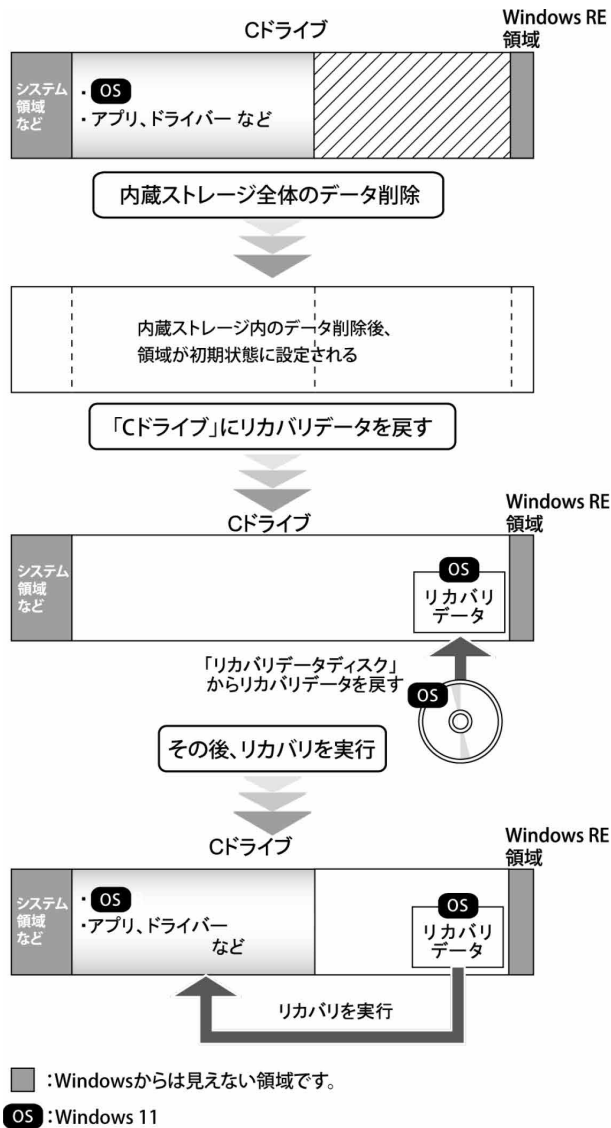 Windows RE
領域
Cドライブ
システム
領域
など
・OS
・アプリ、ドライバー など
内蔵ストレージ全体のデータ削除
内蔵ストレージ内のデータ削除後、
領域が初期状態に設定される
「Cドライブ」にリカバリデータを戻す
Windows RE
領域
Cドライブ
システム
領域
など
OS
リカバリ
データ
「リカバリデータディスク」
からリカバリデータを戻す
OS
その後、リカバリを実行
Windows RE
領域
Cドライブ
システム
領域
など
・OS
・アプリ、ドライバー
など
OS
リカバリ
データ
リカバリを実行
:Windowsからは見えない領域です。
OS:Windows 11